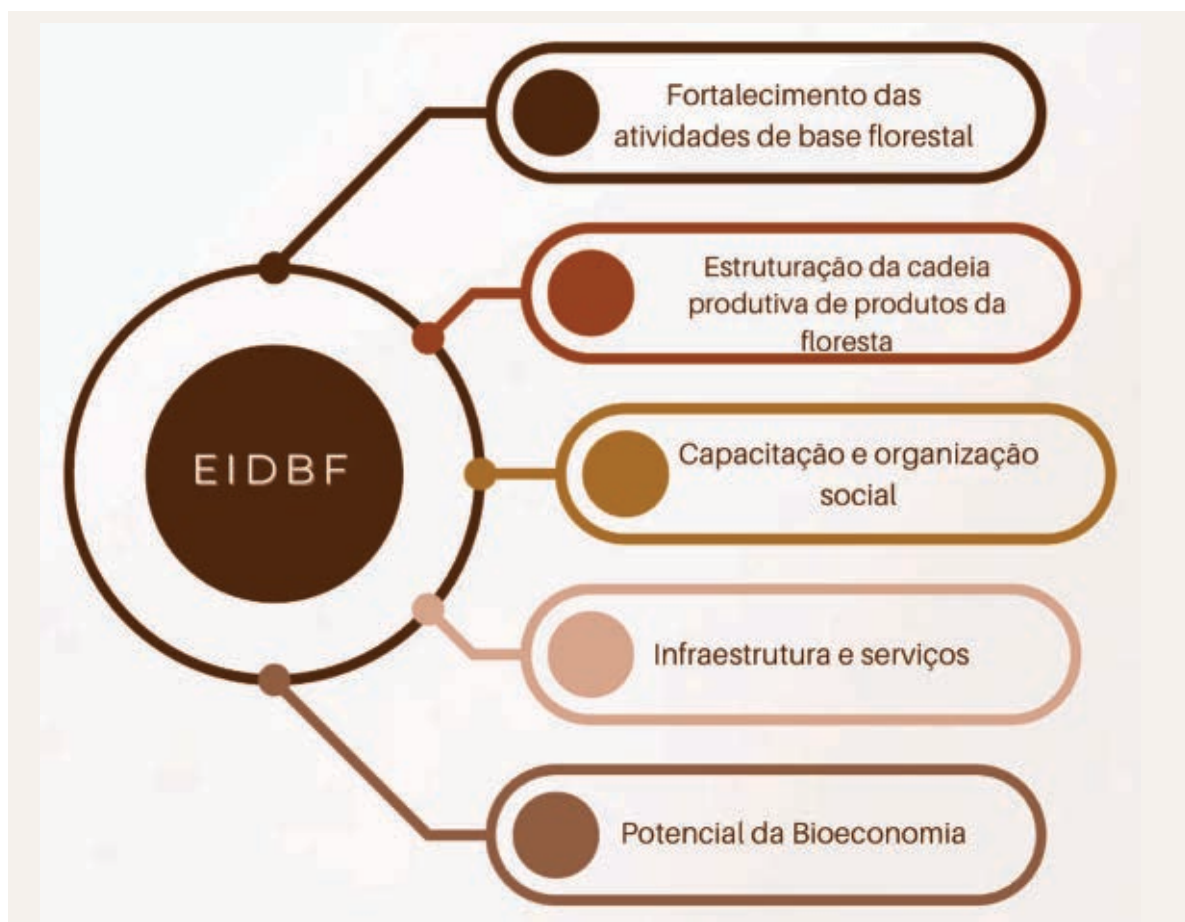 Fortalecimento das
atividades de base florestal
Estruturação da cadeia
produtiva de produtos da
floresta
EIDBF
Capacitação e organização
social
Infraestrutura e serviços
Potencial da Bioeconomia